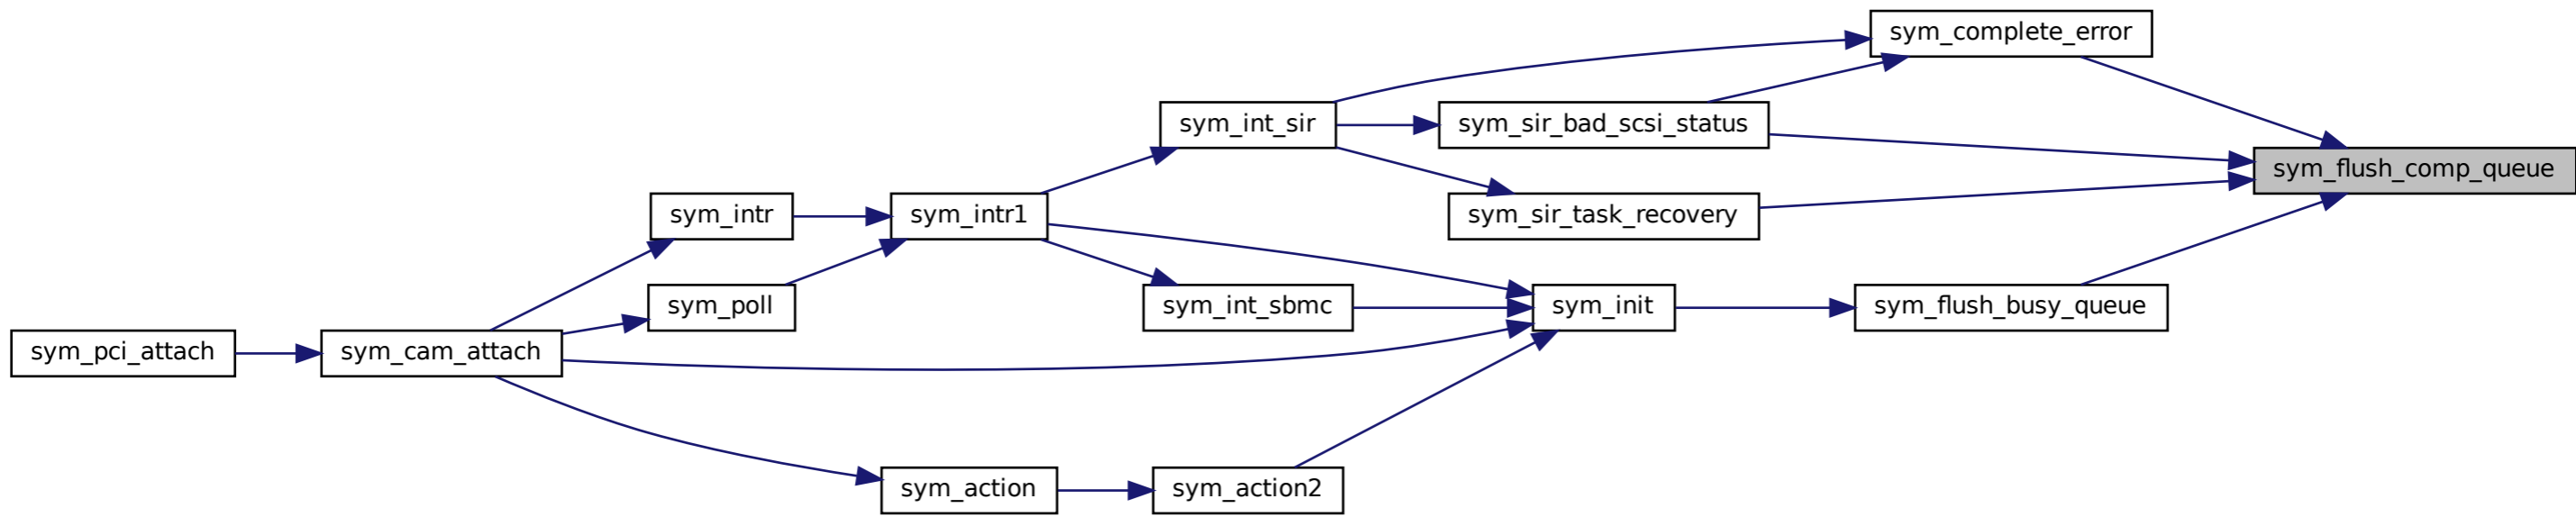 sym_complete_error
sym_int_sir
sym_sir_bad_scsi_status
sym_flush_comp_queue
sym_intr
sym_intr1
sym_sir_task_recovery
sym_poll
sym_int_sbmc
sym_init
sym_flush_busy_queue
sym_pci_attach
sym_cam_attach
sym_action
sym_action2